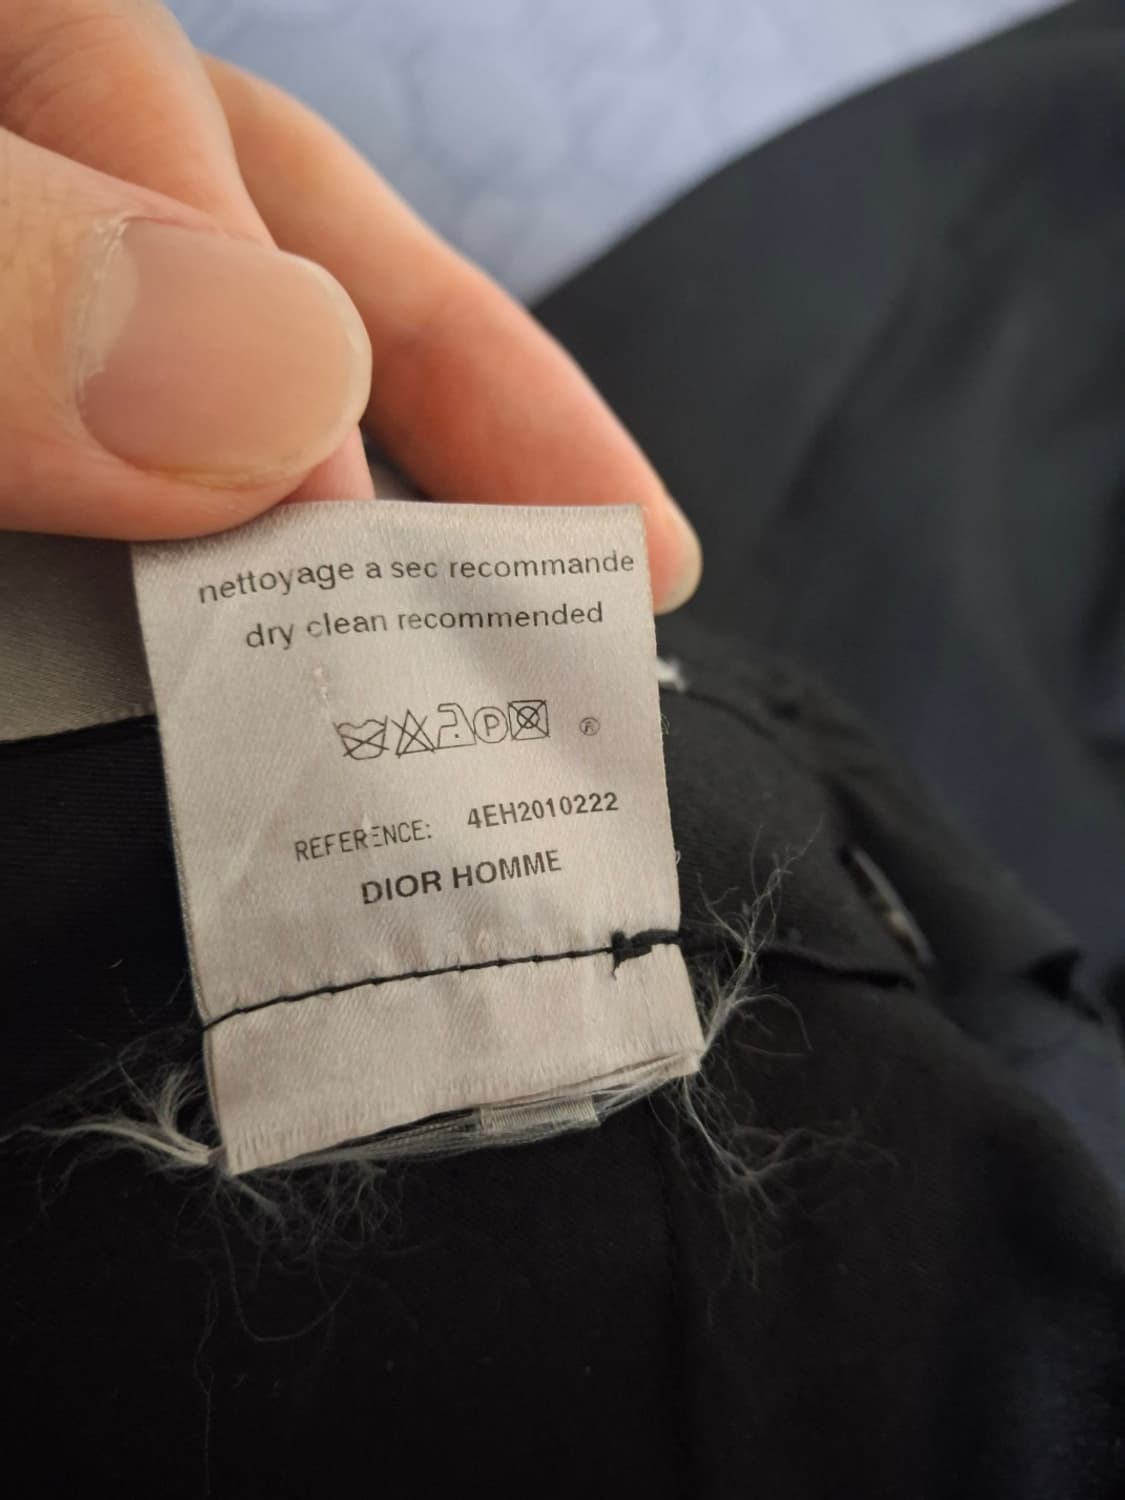 nettoyage a sec recommande
dry clean recommended
P
REFERENCE: 4EH2010222
DIOR HOMME